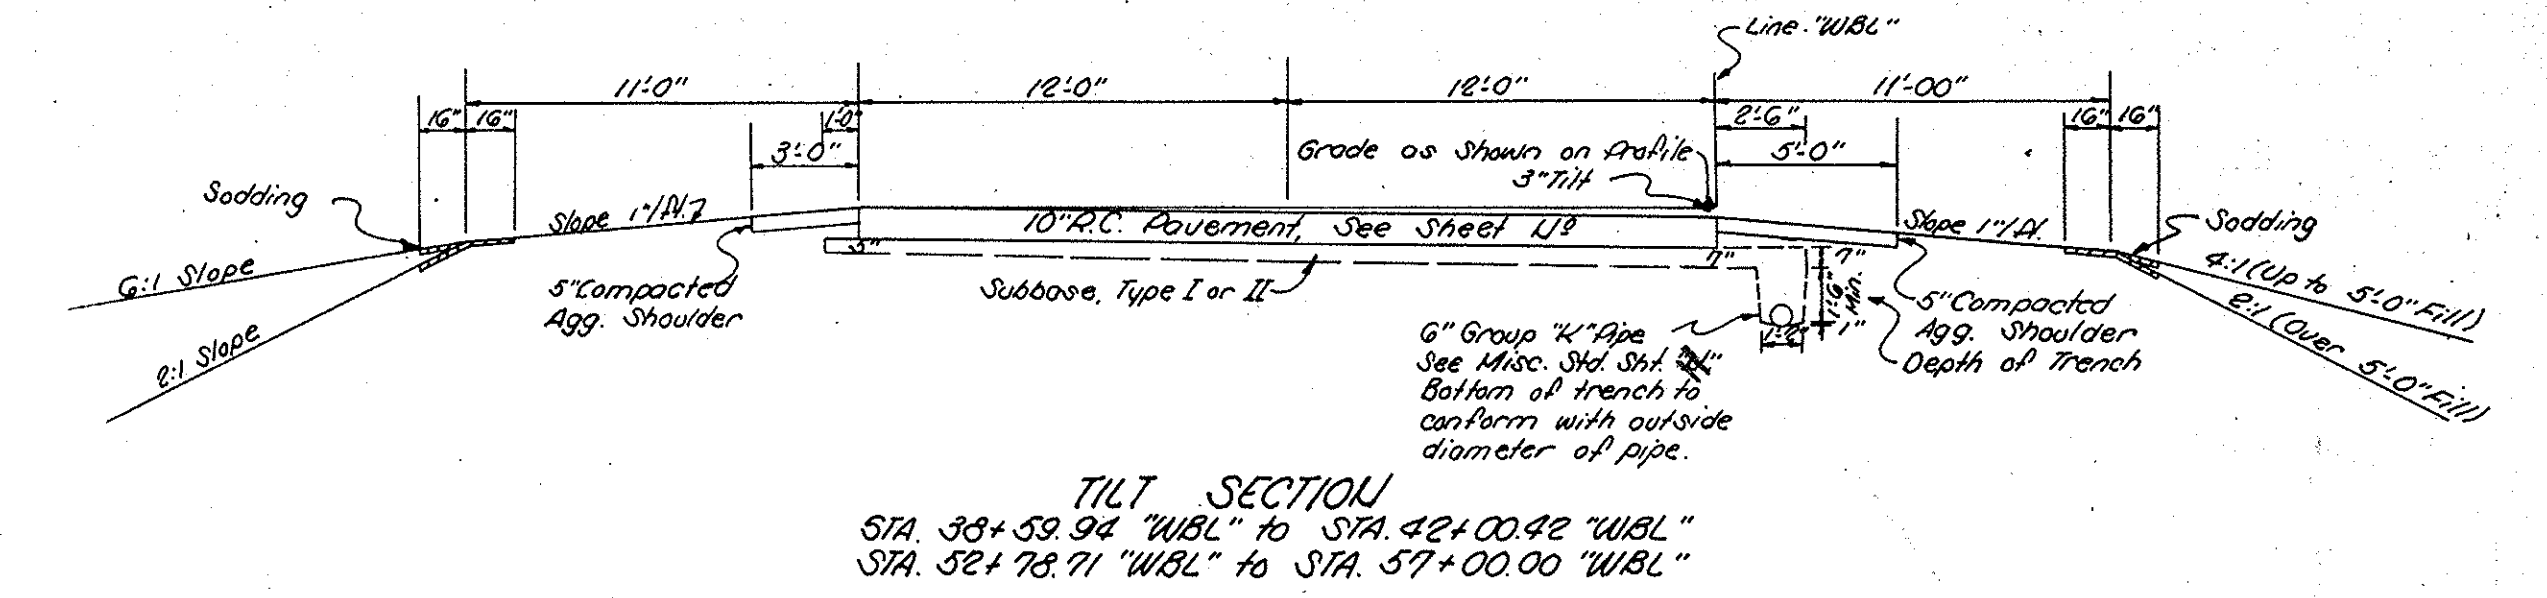 Line "WBL"
11'-0"
12'-0"
12'-0"
11'-00"
16"
16"
1'-0"
2'-6"
16"
16"
3'-0"
5'-0"
Grade as Shown on Profile
3" Tilt
Sodding
Slope 1"/ft.
10" R.C. Pavement, See Sheet Nº
Slope 1"/ft.
Sodding
5"
7"
7"
6:1 Slope
2:1 Slope
5" Compacted
Agg. Shoulder
Subbase, Type I or II
1'-6"
Min.
1"
1'-2"
4:1 (Up to 5'-0" Fill)
2:1 (Over 5'-0" Fill)
5" Compacted
Agg. Shoulder
Depth of Trench
6" Group "K" Pipe
See Misc. Std. Sht.
Bottom of trench to
conform with outside
diameter of pipe.
TILT SECTION
STA. 38+59.94 "WBL" to STA. 42+00.42 "WBL"
STA. 52+78.71 "WBL" to STA. 57+00.00 "WBL"